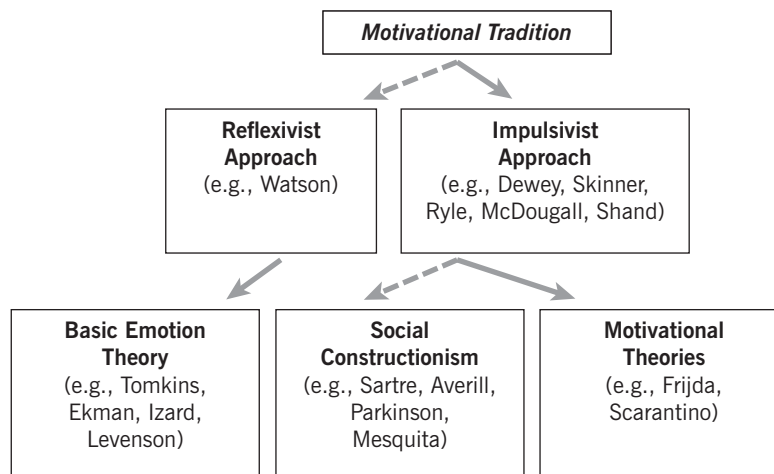 Motivational Tradition
Reflexivist
Approach
(e.g., Watson)
Impulsivist
Approach
(e.g., Dewey, Skinner,
Ryle, McDougall, Shand)
Basic Emotion
Theory
(e.g., Tomkins,
Ekman, Izard,
Levenson)
Social
Constructionism
(e.g., Sartre, Averill,
Parkinson,
Mesquita)
Motivational
Theories
(e.g., Frijda,
Scarantino)